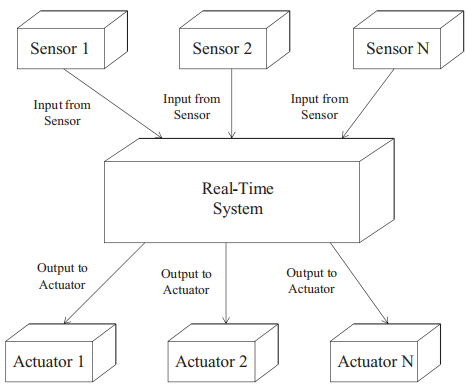 Sensor 1
Sensor 2
Sensor N
Input from
Sensor
Input from
Sensor
Input from
Sensor
Real-Time
System
Output to
Actuator
Output to
Actuator
Output to
Actuator
Actuator 1
Actuator 2
Actuator N